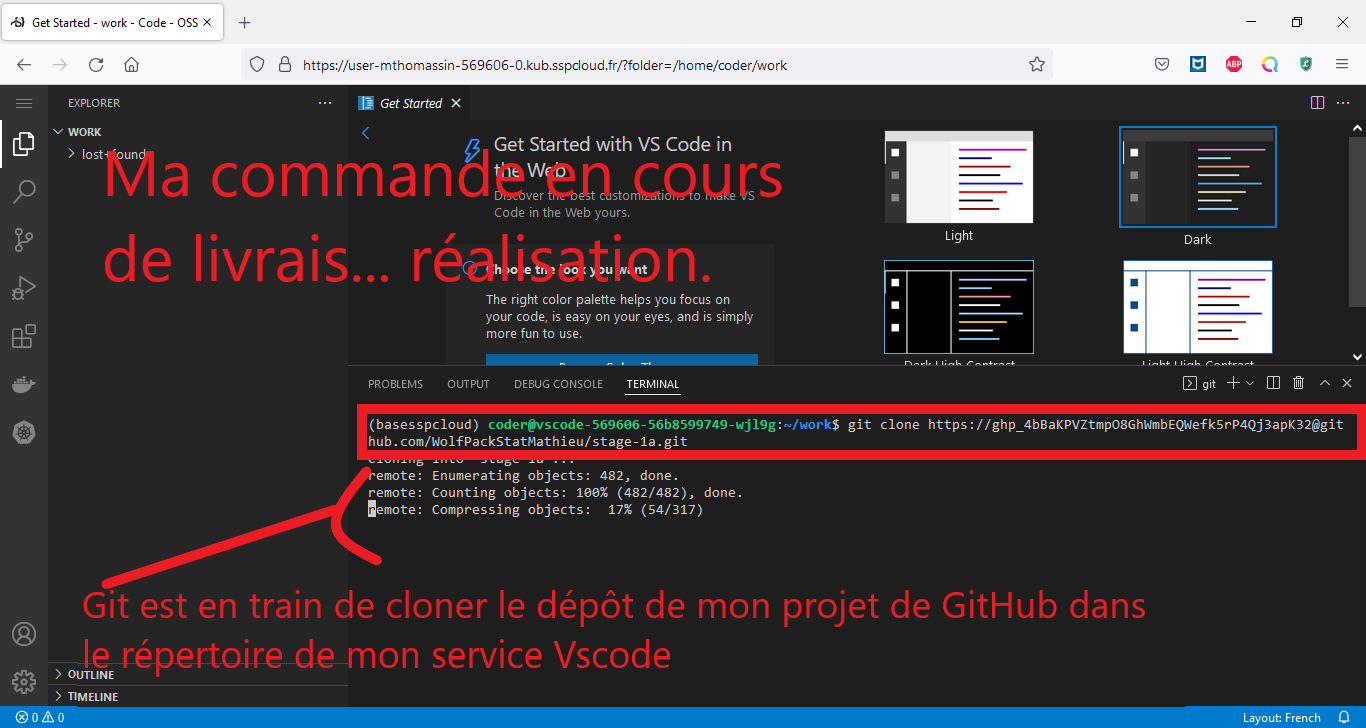 Get Started - work - Code - OSS
https://user-mthomassin-569606-0.kub.sspcloud.fr/?folder=/home/coder/work
ABP
EXPLORER
Get Started
WORK
lost+found
Get Started with VS Code in
the Web
Discover the best customizations to make VS
Code in the Web yours.
Choose the look you want
The right color palette helps you focus on
your code, is easy on your eyes, and is simply
more fun to use.
Light
Dark
Dark High Contrast
Light High Contrast
Ma commande en cours
de livrais... réalisation.
PROBLEMS OUTPUT DEBUG CONSOLE TERMINAL
git
(basesspcloud) coder@vscode-569606-56b8599749-wjl9g:~/work$ git clone https://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@git
hub.com/WolfPackStatMathieu/stage-1a.git
Cloning into 'stage-1a'...
remote: Enumerating objects: 482, done.
remote: Counting objects: 100% (482/482), done.
remote: Compressing objects:  17% (54/317)
Git est en train de cloner le dépôt de mon projet de GitHub dans
le répertoire de mon service Vscode
OUTLINE
TIMELINE
0 0
Layout: French